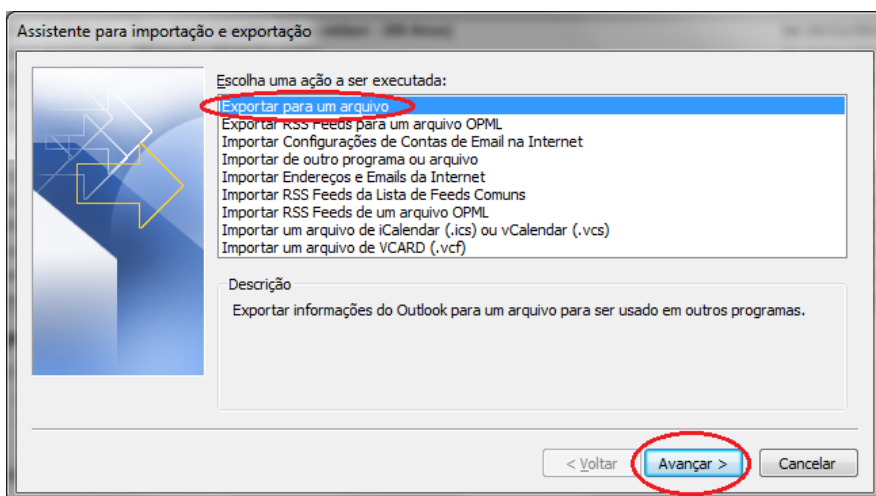 Assistente para importação e exportação
Escolha uma ação a ser executada:
Exportar para um arquivo
Exportar RSS Feeds para um arquivo OPML
Importar Configurações de Contas de Email na Internet
Importar de outro programa ou arquivo
Importar Endereços e Emails da Internet
Importar RSS Feeds da Lista de Feeds Comuns
Importar RSS Feeds de um arquivo OPML
Importar um arquivo de iCalendar (.ics) ou vCalendar (.vcs)
Importar um arquivo de VCARD (.vcf)
Descrição
Exportar informações do Outlook para um arquivo para ser usado em outros programas.
< Voltar Avançar > Cancelar